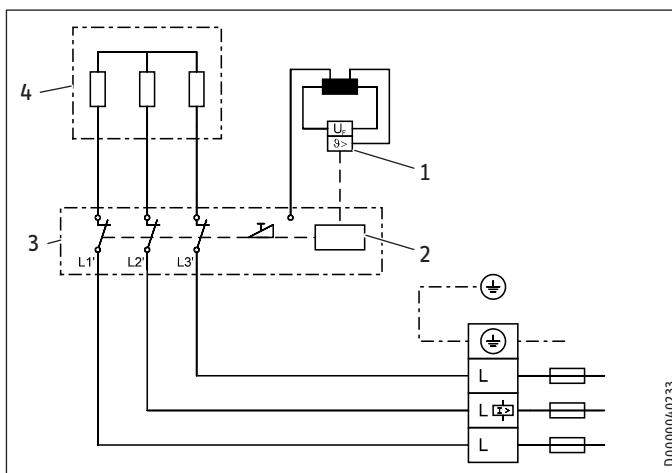 4
U_F
ϑ>
1
3
2
L1'
L2'
L3'
L
L I>
L
D0000040233